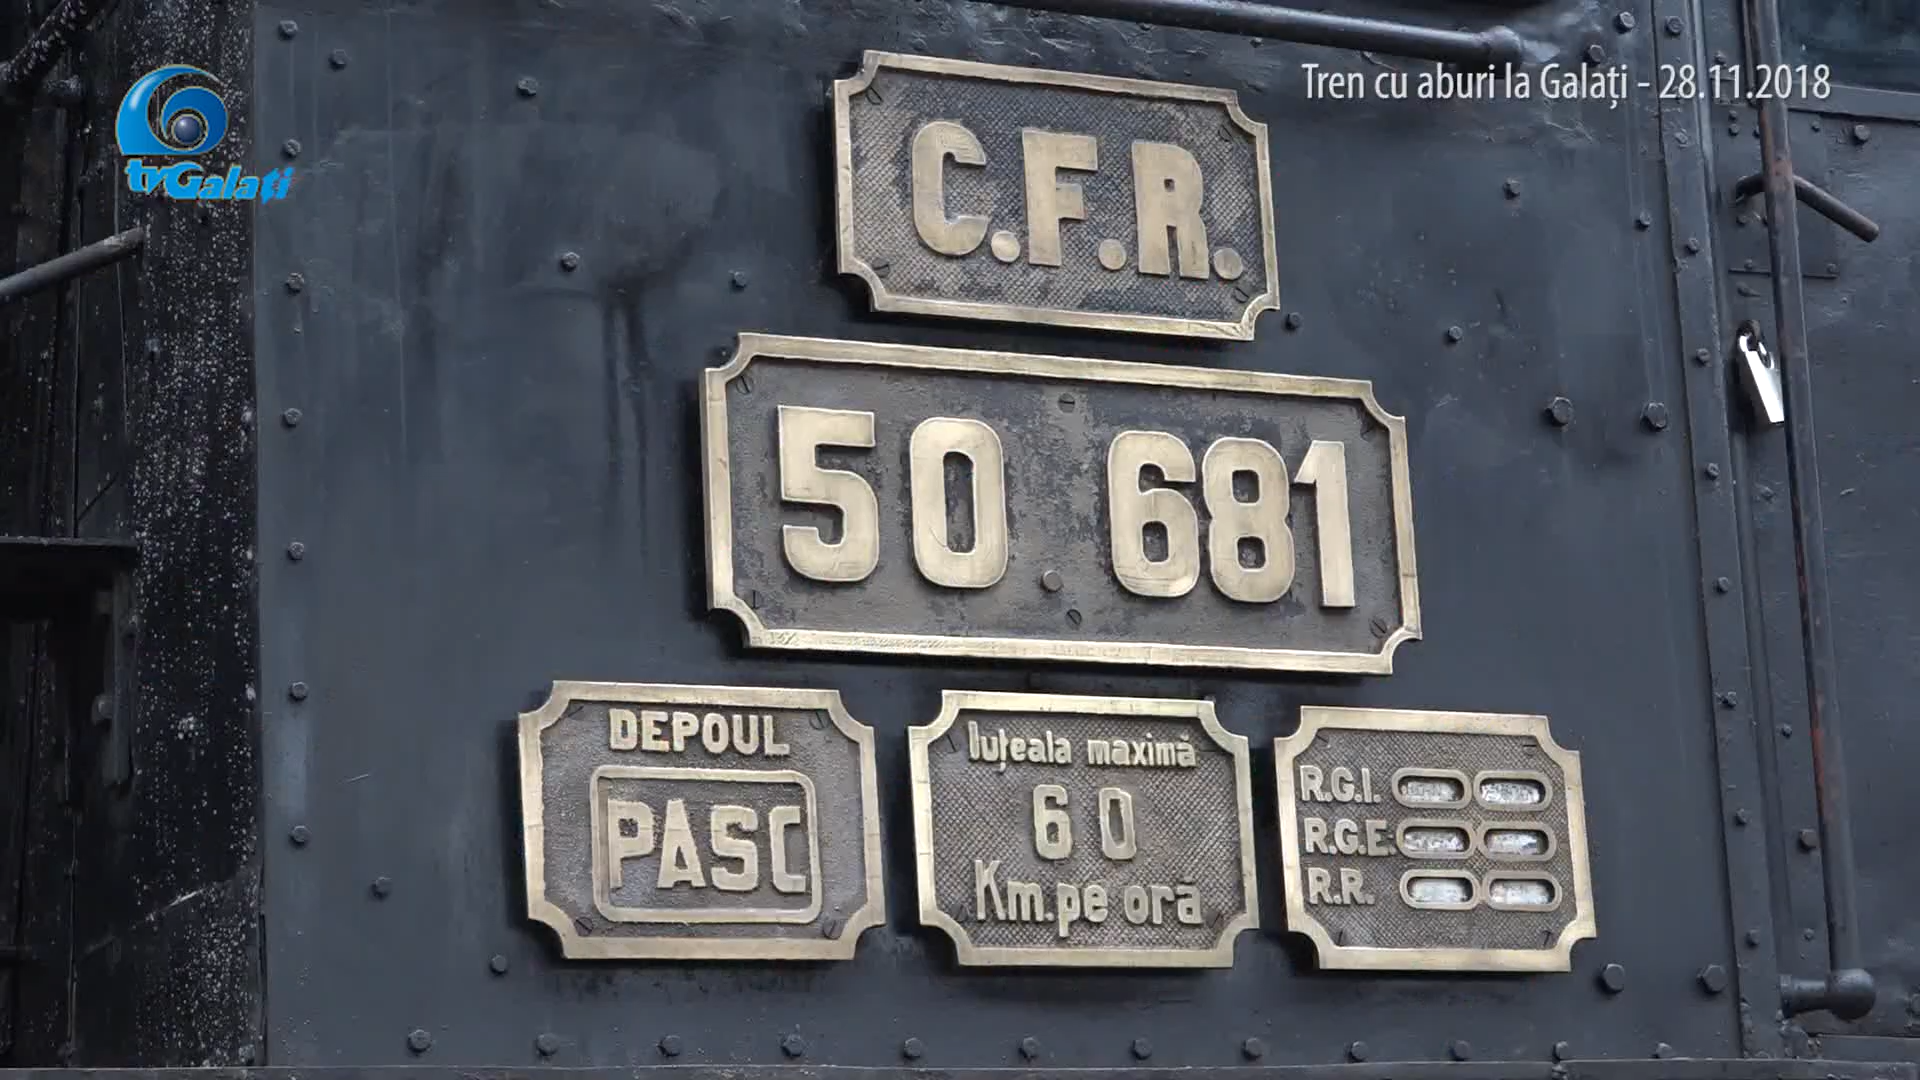 tvGalați
Tren cu aburi la Galați - 28.11.2018
C.F.R.
50 681
DEPOUL
PASC
Iuțeala maximă
60
Km.pe oră
R.G.I.
R.G.E.
R.R.